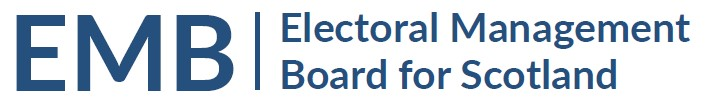 EMB
Electoral Management
Board for Scotland